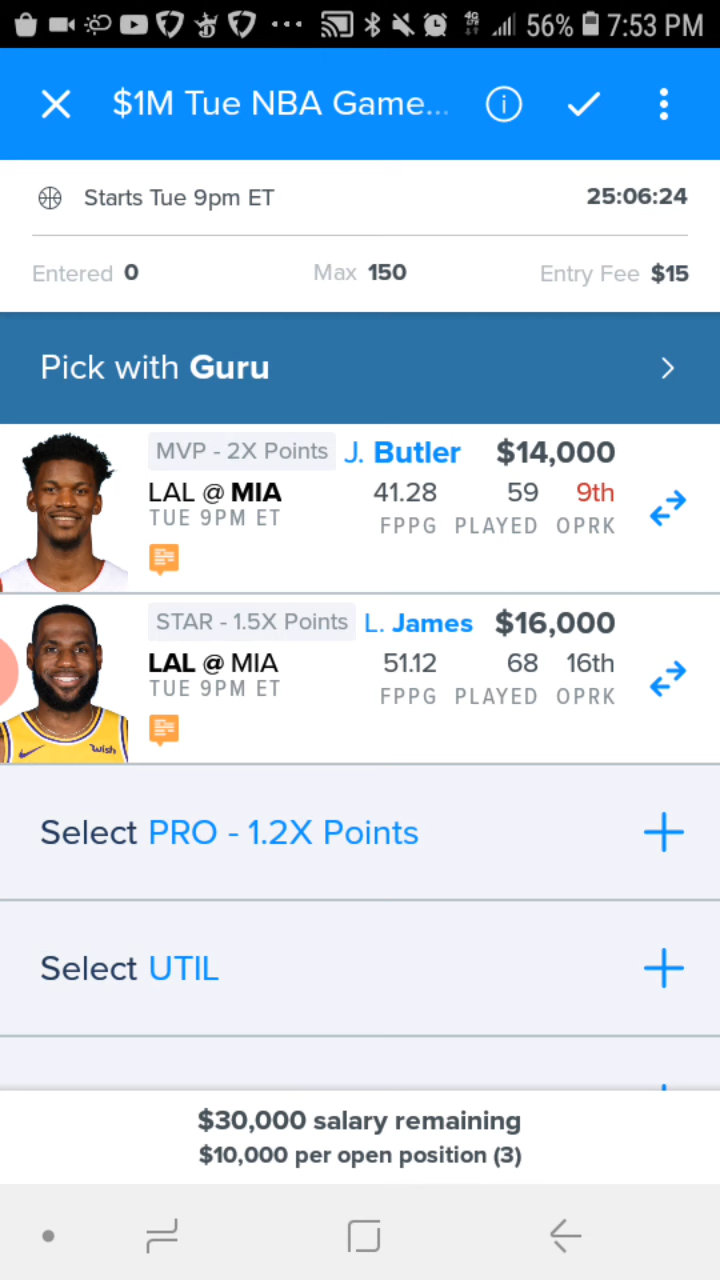 4G LTE 56% 7:53 PM
$1M Tue NBA Game...
Starts Tue 9pm ET 25:06:24
Entered 0 Max 150 Entry Fee $15
Pick with Guru
MVP - 2X Points J. Butler $14,000
LAL @ MIA 41.28 59 9th
TUE 9PM ET FPPG PLAYED OPRK
STAR - 1.5X Points L. James $16,000
LAL @ MIA 51.12 68 16th
TUE 9PM ET FPPG PLAYED OPRK
wish
Select PRO - 1.2X Points
Select UTIL
$30,000 salary remaining
$10,000 per open position (3)